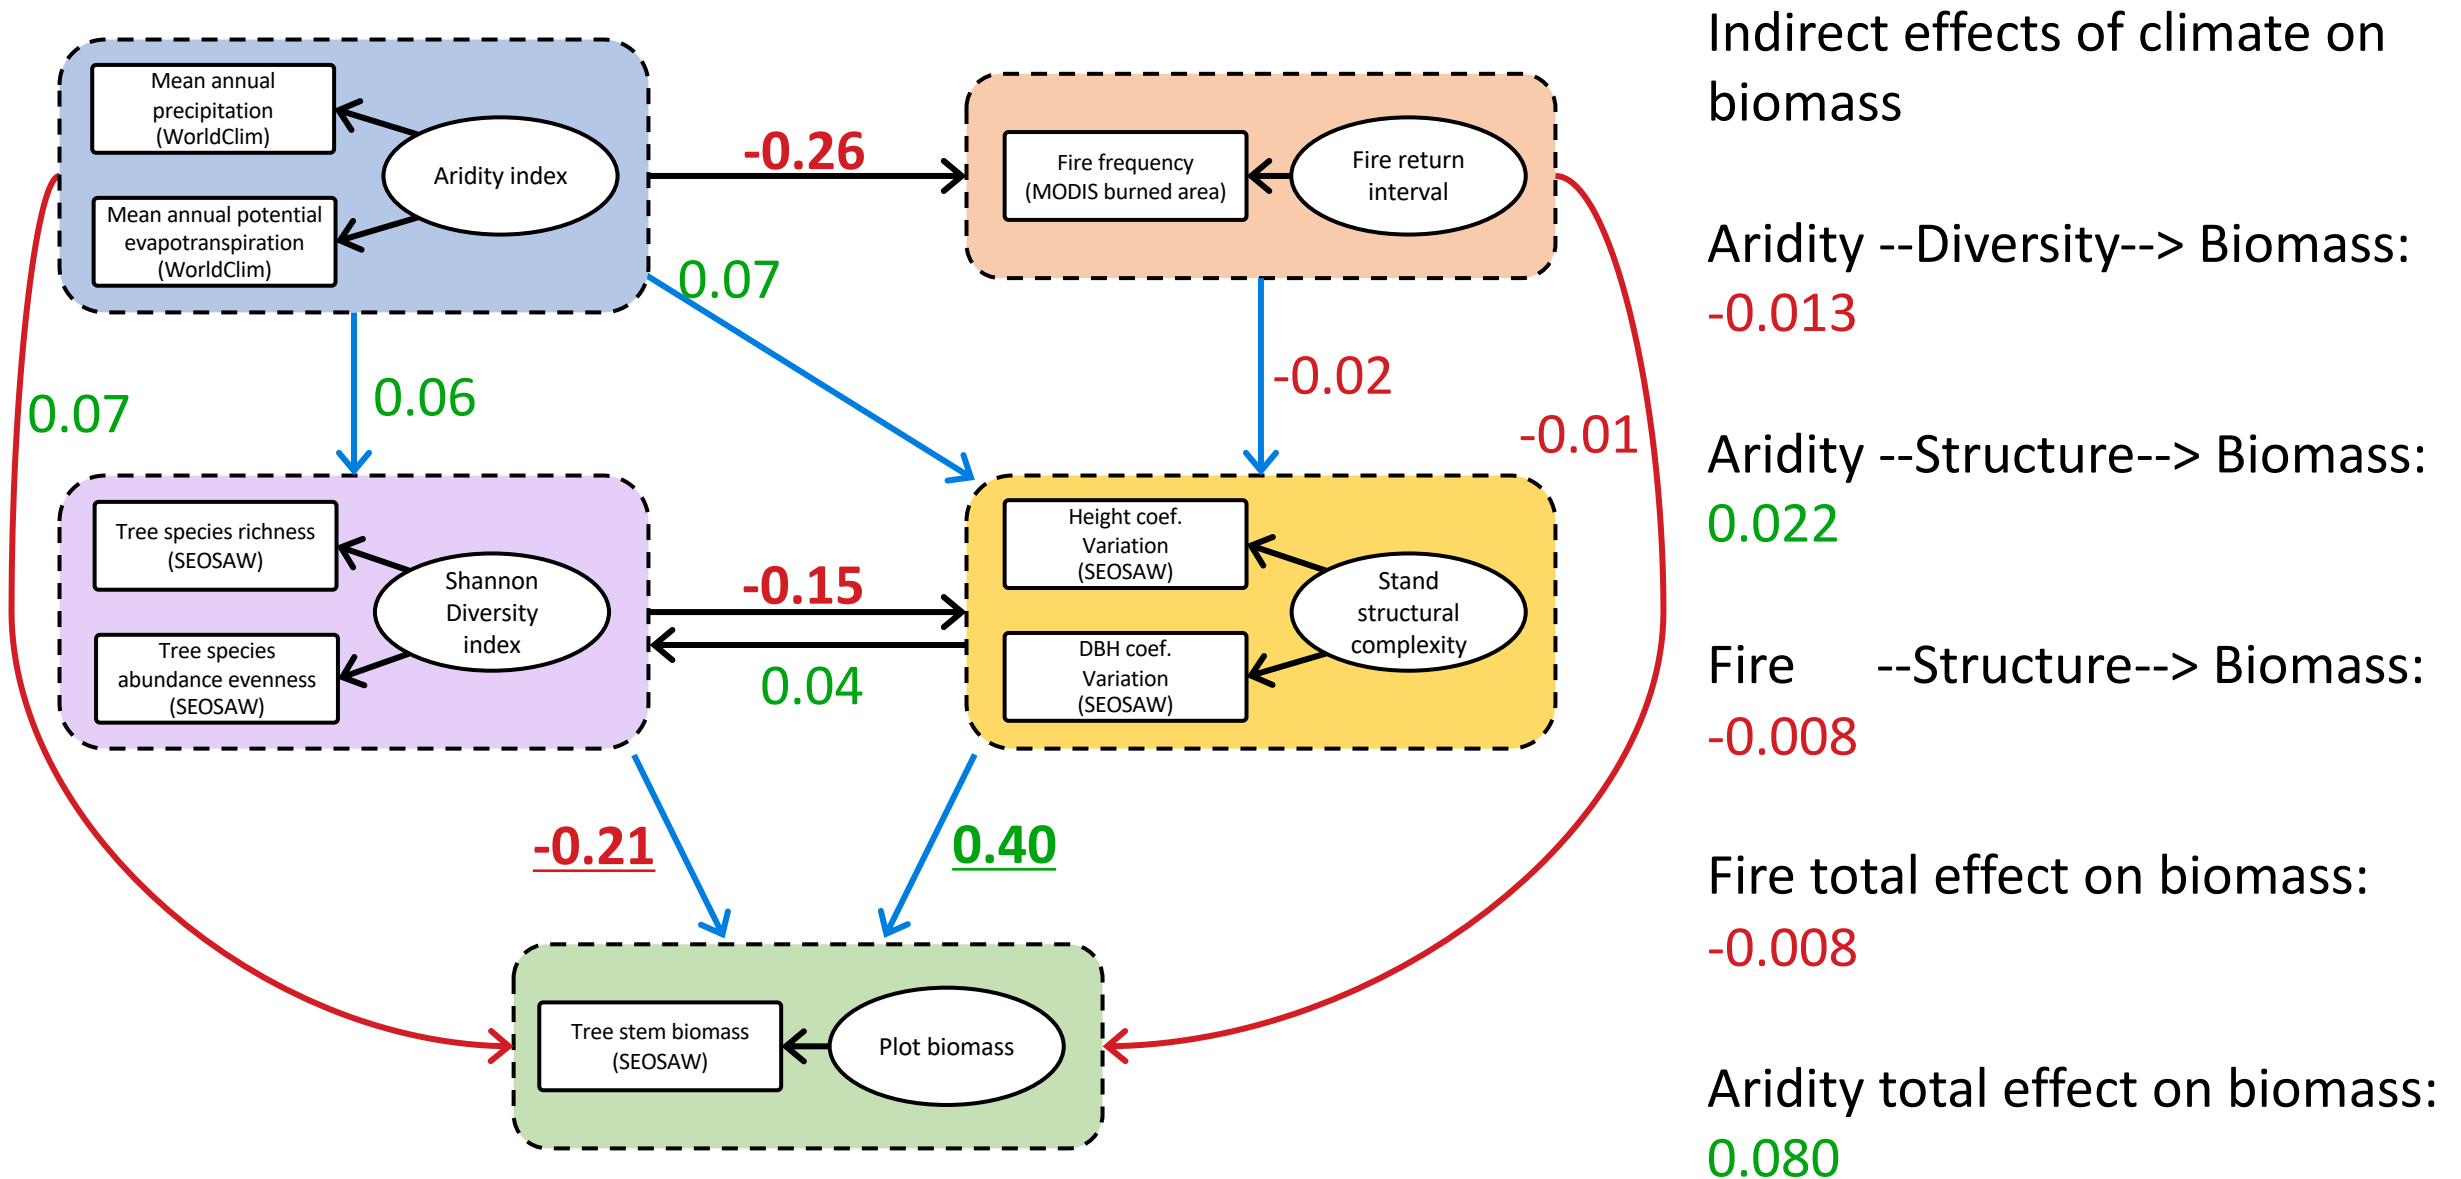 Mean annual
precipitation
(WorldClim)
Mean annual potential
evapotranspiration
(WorldClim)
Aridity index
-0.26
Fire frequency
(MODIS burned area)
Fire return
interval
0.07
0.07
0.06
-0.02
-0.01
Tree species richness
(SEOSAW)
Tree species
abundance evenness
(SEOSAW)
Shannon
Diversity
index
-0.15
0.04
Height coef.
Variation
(SEOSAW)
DBH coef.
Variation
(SEOSAW)
Stand
structural
complexity
-0.21
0.40
Tree stem biomass
(SEOSAW)
Plot biomass
Indirect effects of climate on
biomass
Aridity --Diversity--> Biomass:
-0.013
Aridity --Structure--> Biomass:
0.022
Fire --Structure--> Biomass:
-0.008
Fire total effect on biomass:
-0.008
Aridity total effect on biomass:
0.080